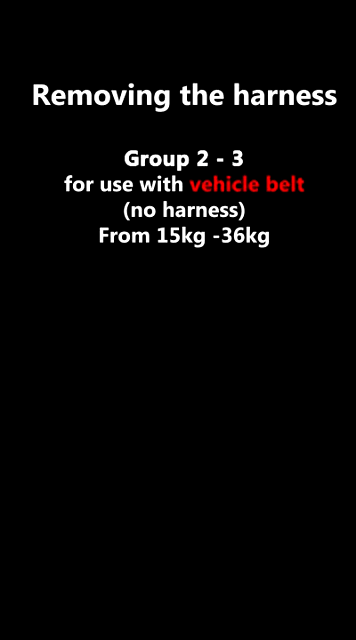 Removing the harness
Group 2 - 3
for use with vehicle belt
(no harness)
From 15kg -36kg